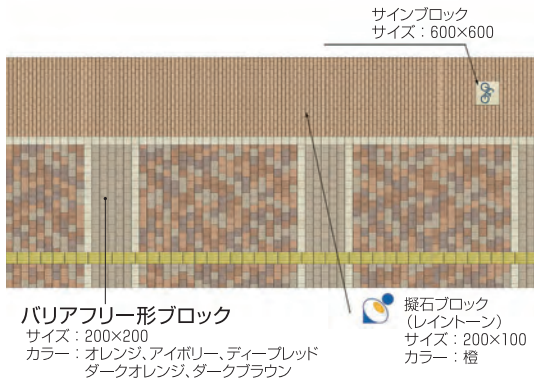 サインブロック
サイズ：600×600
バリアフリー形ブロック
サイズ：200×200
カラー：オレンジ、アイボリー、ディープレッド
ダークオレンジ、ダークブラウン
擬石ブロック
（レイントーン）
サイズ：200×100
カラー：橙